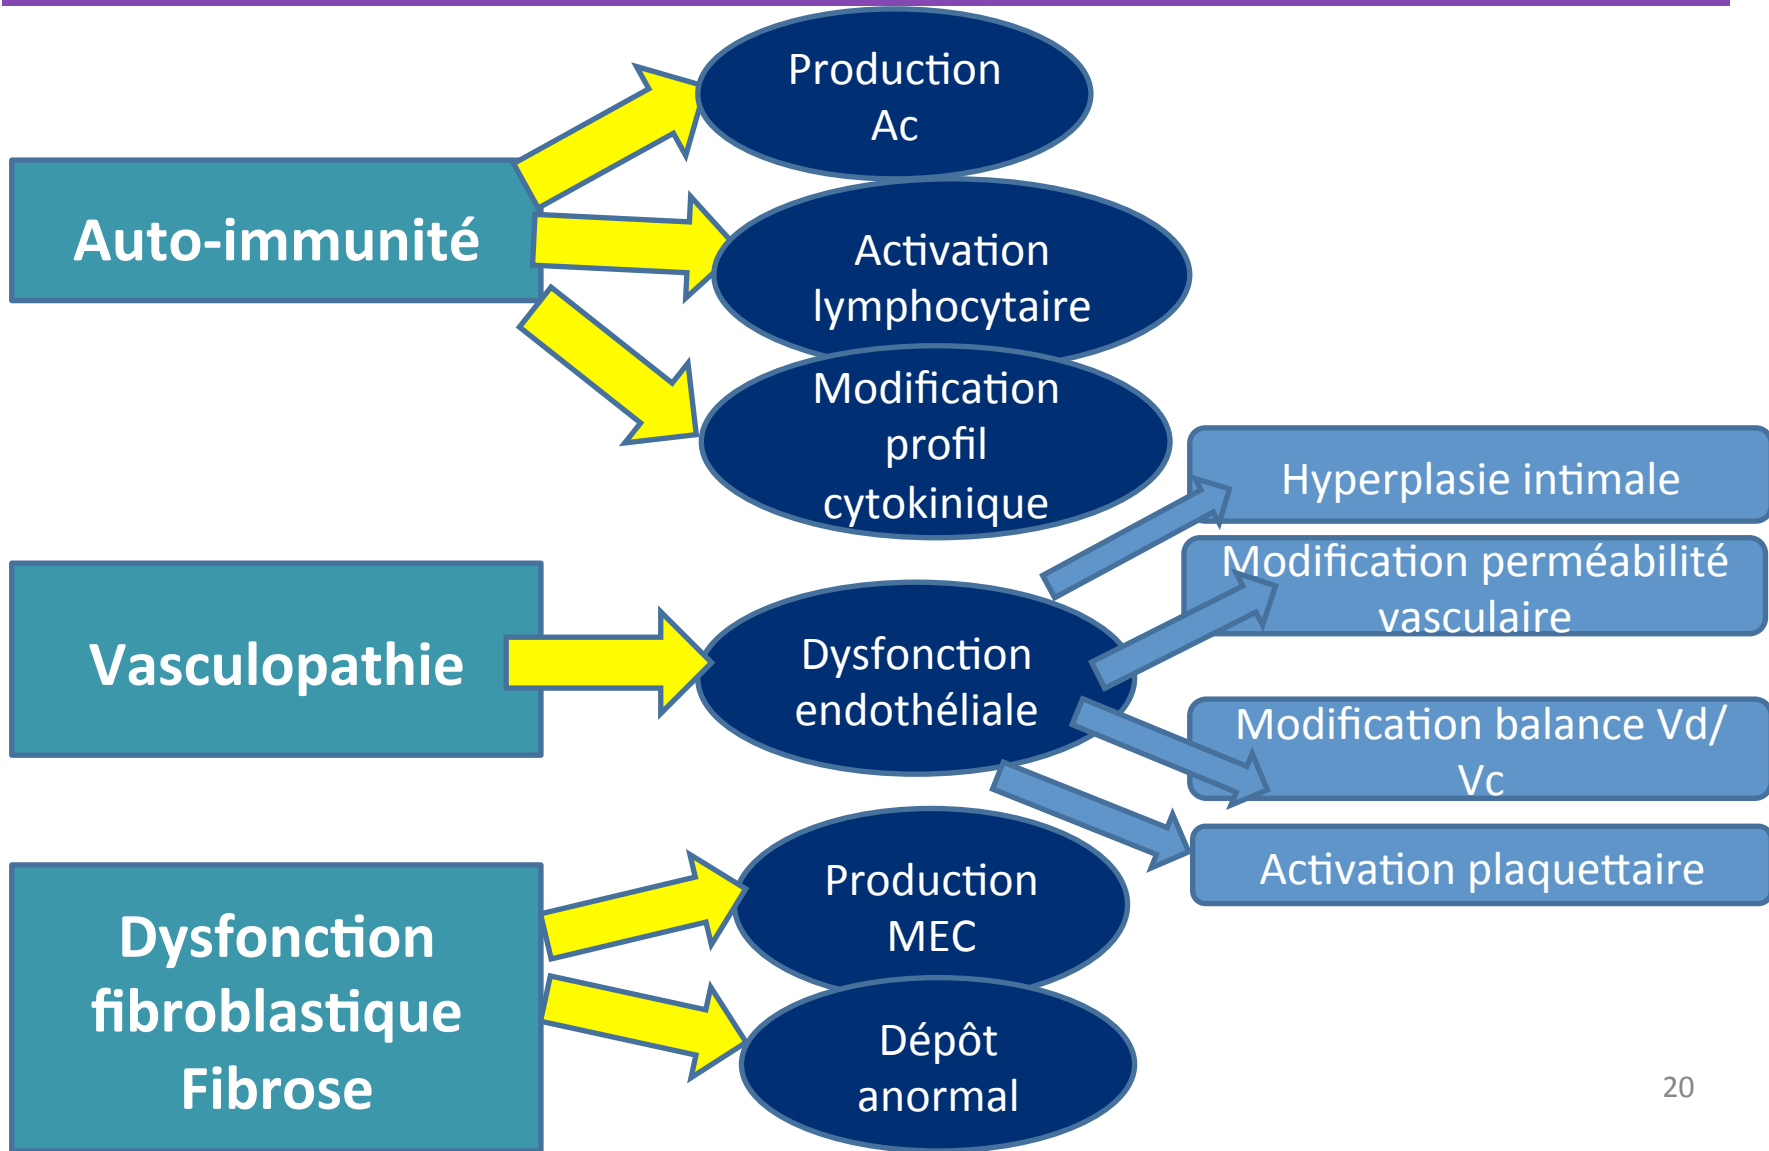 Auto-immunité
Production
Ac
Activation
lymphocytaire
Modification
profil
cytokinique
Vasculopathie
Dysfonction
endothéliale
Hyperplasie intimale
Modification perméabilité
vasculaire
Modification balance Vd/
Vc
Activation plaquettaire
Dysfonction
fibroblastique
Fibrose
Production
MEC
Dépôt
anormal
20